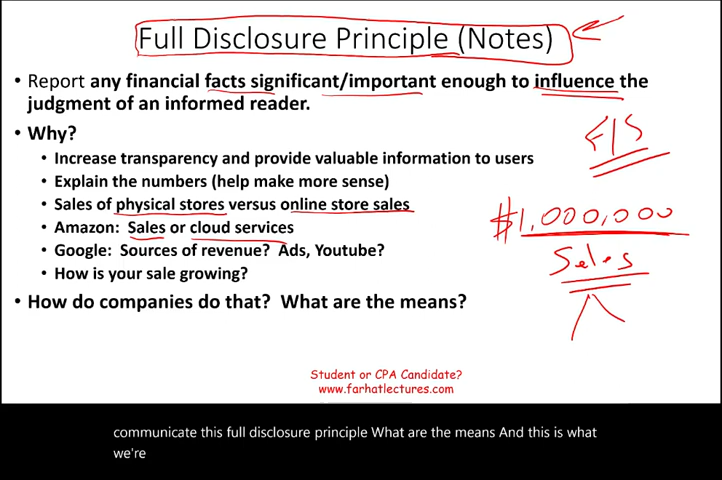 Full Disclosure Principle (Notes)
• Report any financial facts significant/important enough to influence the
judgment of an informed reader.
• Why?
• Increase transparency and provide valuable information to users
• Explain the numbers (help make more sense)
• Sales of physical stores versus online store sales
• Amazon: Sales or cloud services
• Google: Sources of revenue? Ads, Youtube?
• How is your sale growing?
• How do companies do that? What are the means?
F/S
$1,000,000
Sales
Student or CPA Candidate?
www.farhatlectures.com
communicate this full disclosure principle What are the means And this is what
we're